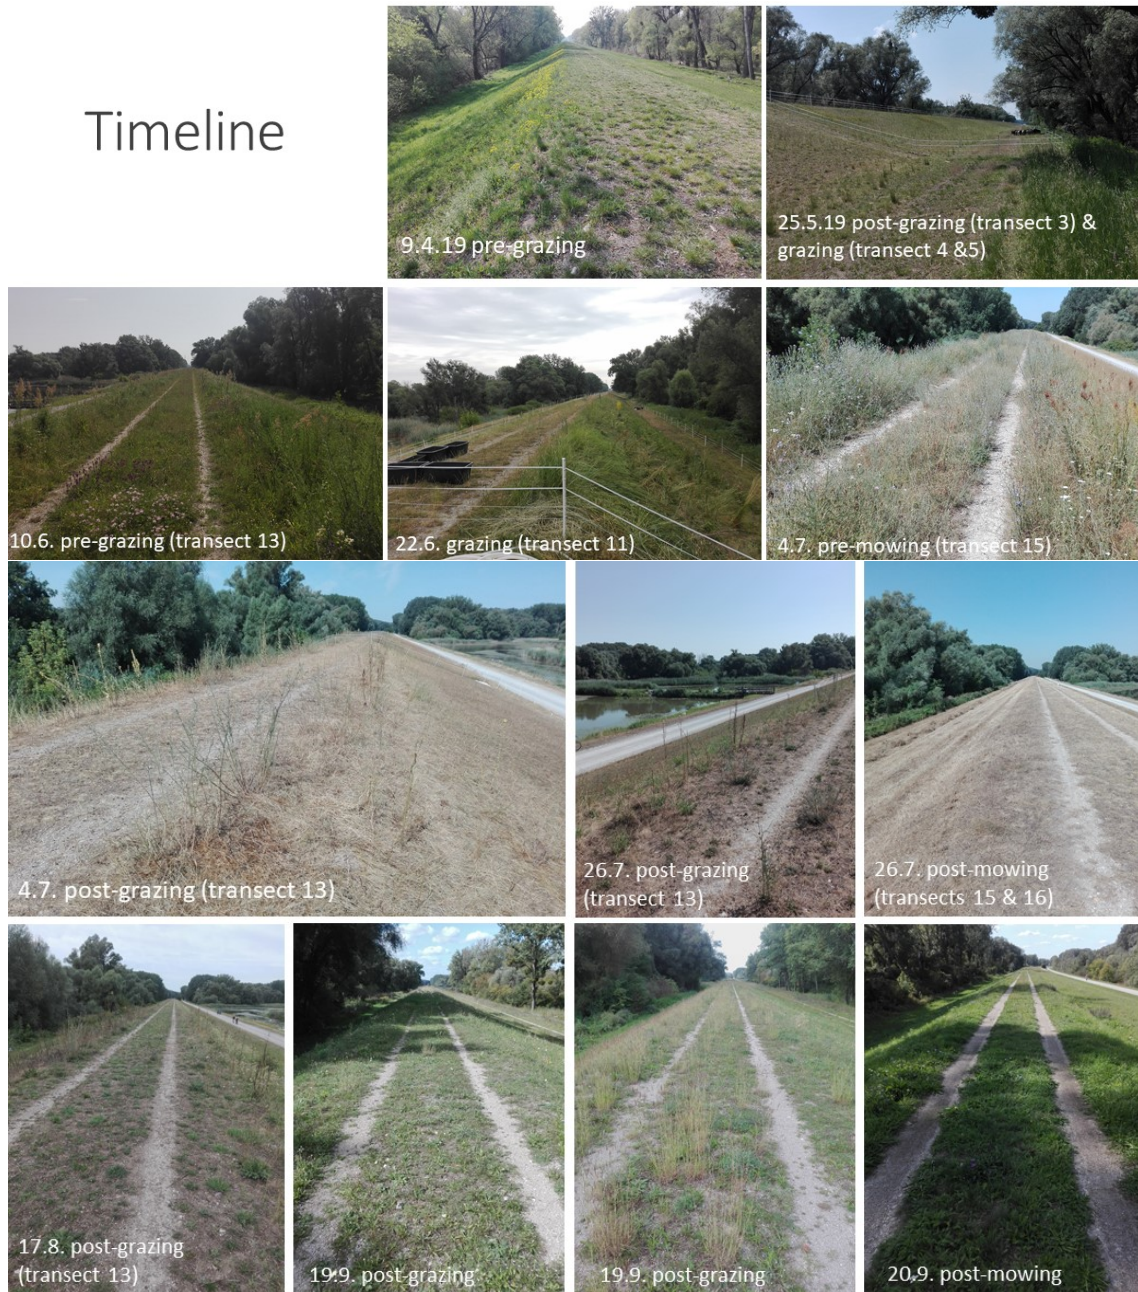 Timeline
9.4.19 pre-grazing
25.5.19 post-grazing (transect 3) &
grazing (transect 4 &5)
10.6. pre-grazing (transect 13)
22.6. grazing (transect 11)
4.7. pre-mowing (transect 15)
4.7. post-grazing (transect 13)
26.7. post-grazing
(transect 13)
26.7. post-mowing
(transects 15 & 16)
17.8. post-grazing
(transect 13)
19.9. post-grazing
19.9. post-grazing
20.9. post-mowing